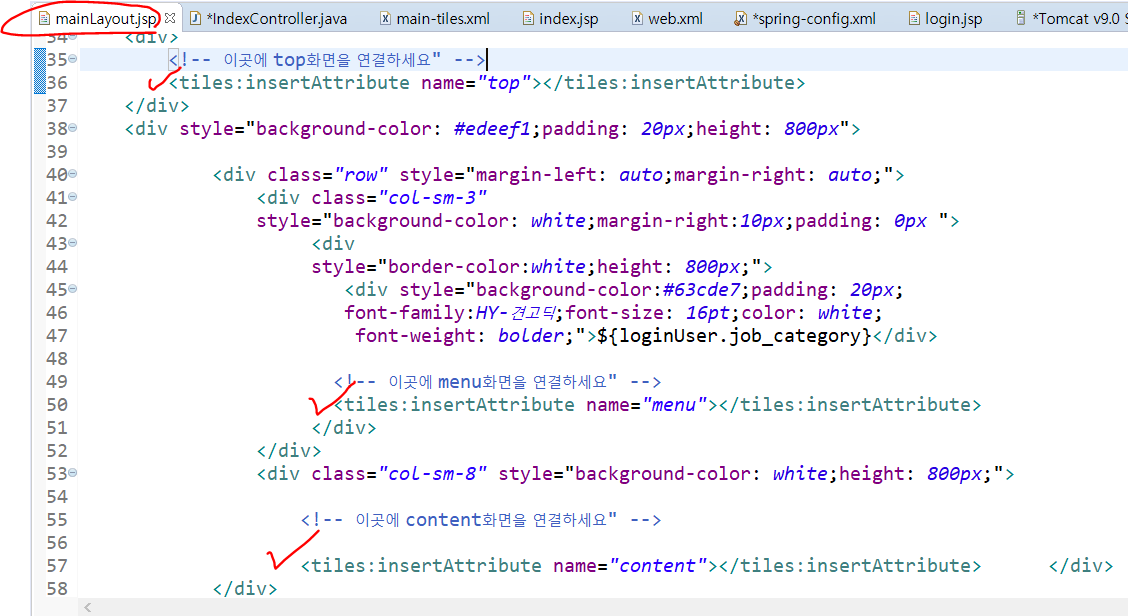 mainLayout.jsp *IndexController.java main-tiles.xml index.jsp web.xml *spring-config.xml login.jsp *Tomcat v9.0 S
34 <div>
35 <!-- 이곳에 top화면을 연결하세요" -->
36 <tiles:insertAttribute name="top"></tiles:insertAttribute>
37 </div>
38 <div style="background-color: #edeef1;padding: 20px;height: 800px">
39
40 <div class="row" style="margin-left: auto;margin-right: auto;">
41 <div class="col-sm-3"
42 style="background-color: white;margin-right:10px;padding: 0px ">
43 <div
44 style="border-color:white;height: 800px;">
45 <div style="background-color:#63cde7;padding: 20px;
46 font-family:HY-견고딕;font-size: 16pt;color: white;
47 font-weight: bolder;">${loginUser.job_category}</div>
48
49 <!-- 이곳에 menu화면을 연결하세요" -->
50 <tiles:insertAttribute name="menu"></tiles:insertAttribute>
51 </div>
52 </div>
53 <div class="col-sm-8" style="background-color: white;height: 800px;">
54
55 <!-- 이곳에 content화면을 연결하세요" -->
56
57 <tiles:insertAttribute name="content"></tiles:insertAttribute> </div>
58 </div>